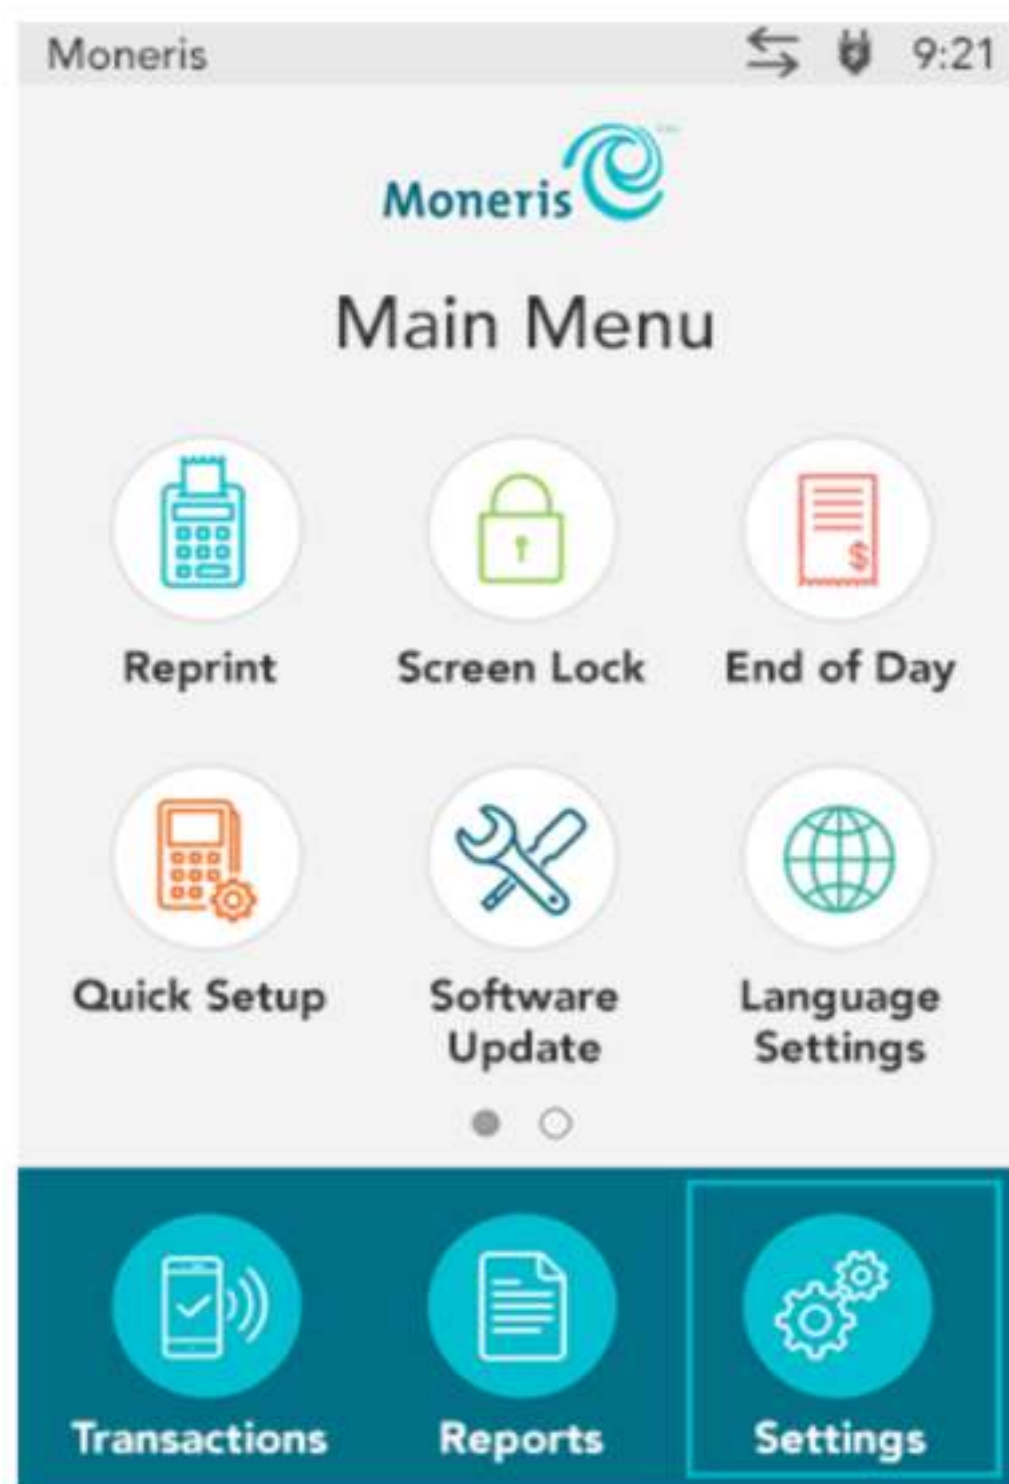 Moneris
9:21
Moneris
Main Menu
Reprint
Screen Lock
End of Day
Quick Setup
Software
Update
Language
Settings
Transactions
Reports
Settings